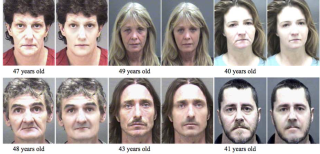 47 years old
49 years old
40 years old
48 years old
43 years old
41 years old